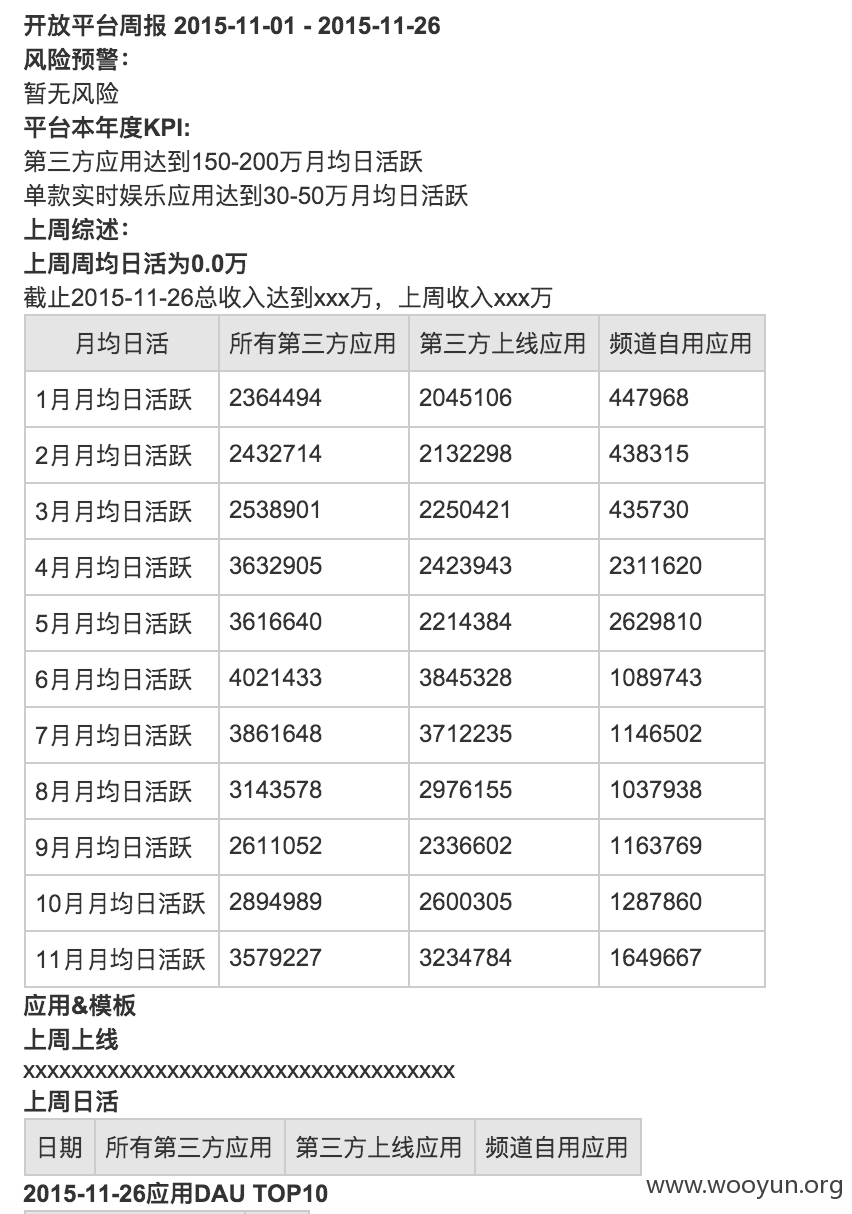 开放平台周报 2015-11-01 - 2015-11-26
风险预警：
暂无风险
平台本年度KPI:
第三方应用达到150-200万月均日活跃
单款实时娱乐应用达到30-50万月均日活跃
上周综述：
上周周均日活为0.0万
截止2015-11-26总收入达到xxx万，上周收入xxx万
月均日活 所有第三方应用 第三方上线应用 频道自用应用
1月月均日活跃 2364494 2045106 447968
2月月均日活跃 2432714 2132298 438315
3月月均日活跃 2538901 2250421 435730
4月月均日活跃 3632905 2423943 2311620
5月月均日活跃 3616640 2214384 2629810
6月月均日活跃 4021433 3845328 1089743
7月月均日活跃 3861648 3712235 1146502
8月月均日活跃 3143578 2976155 1037938
9月月均日活跃 2611052 2336602 1163769
10月月均日活跃 2894989 2600305 1287860
11月月均日活跃 3579227 3234784 1649667
应用&模板
上周上线
xxxxxxxxxxxxxxxxxxxxxxxxxxxxxxxxxxxx
上周日活
日期 所有第三方应用 第三方上线应用 频道自用应用
2015-11-26应用DAU TOP10
www.wooyun.org